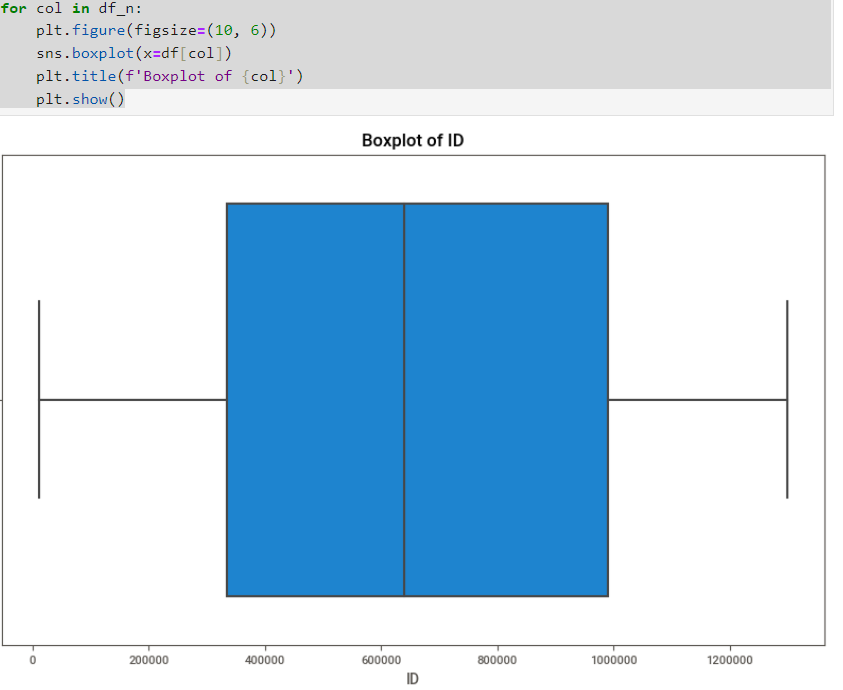 for col in df_n:
    plt.figure(figsize=(10, 6))
    sns.boxplot(x=df[col])
    plt.title(f'Boxplot of {col}')
    plt.show()
Boxplot of ID
0 200000 400000 600000 800000 1000000 1200000
ID